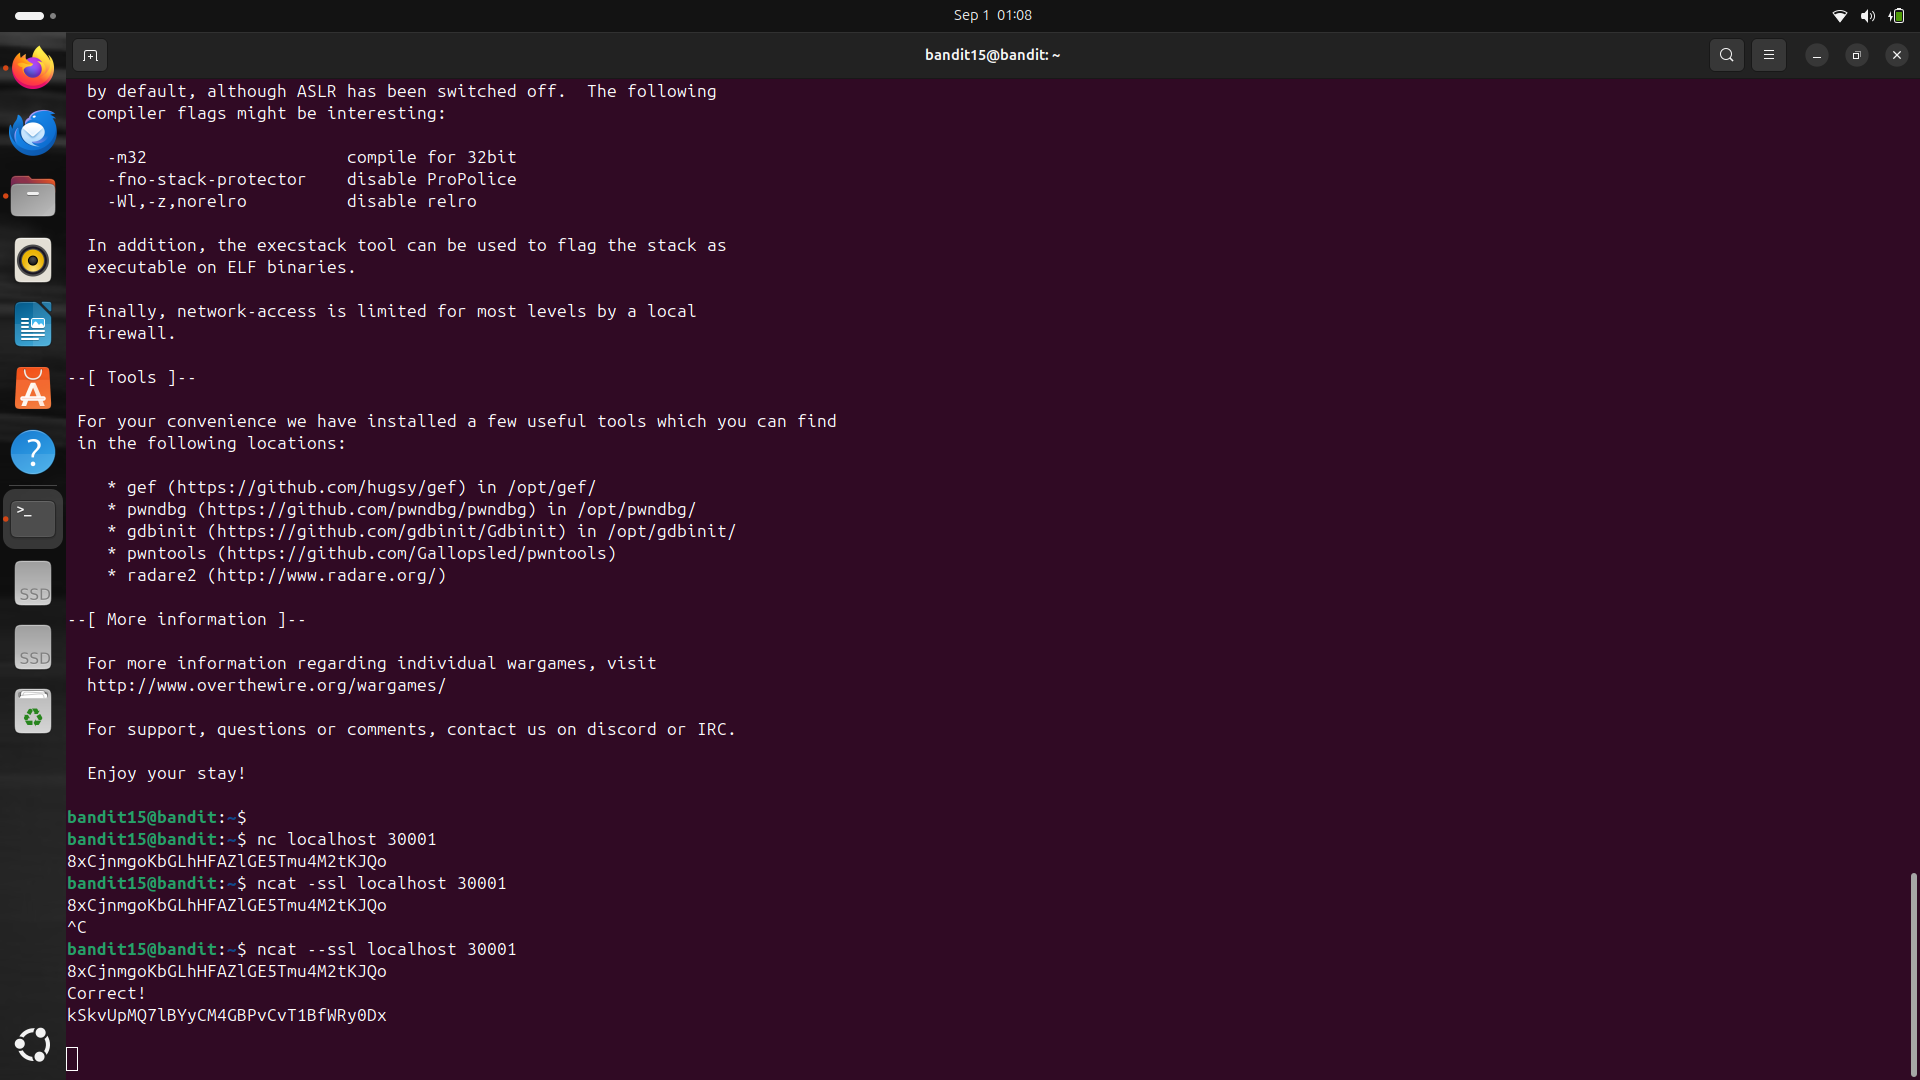 Sep 1 01:08
bandit15@bandit: ~
by default, although ASLR has been switched off.  The following
compiler flags might be interesting:
-m32                    compile for 32bit
-fno-stack-protector    disable ProPolice
-Wl,-z,norelro          disable relro
In addition, the execstack tool can be used to flag the stack as
executable on ELF binaries.
Finally, network-access is limited for most levels by a local
firewall.
--[ Tools ]--
For your convenience we have installed a few useful tools which you can find
in the following locations:
* gef (https://github.com/hugsy/gef) in /opt/gef/
* pwndbg (https://github.com/pwndbg/pwndbg) in /opt/pwndbg/
* gdbinit (https://github.com/gdbinit/Gdbinit) in /opt/gdbinit/
* pwntools (https://github.com/Gallopsled/pwntools)
* radare2 (http://www.radare.org/)
--[ More information ]--
For more information regarding individual wargames, visit
http://www.overthewire.org/wargames/
For support, questions or comments, contact us on discord or IRC.
Enjoy your stay!
bandit15@bandit:~$
bandit15@bandit:~$ nc localhost 30001
8xCjnmgoKbGLhHFAZlGE5Tmu4M2tKJQo
bandit15@bandit:~$ ncat -ssl localhost 30001
8xCjnmgoKbGLhHFAZlGE5Tmu4M2tKJQo
^C
bandit15@bandit:~$ ncat --ssl localhost 30001
8xCjnmgoKbGLhHFAZlGE5Tmu4M2tKJQo
Correct!
kSkvUpMQ7lBYyCM4GBPvCvT1BfWRy0Dx
>_
SSD
SSD